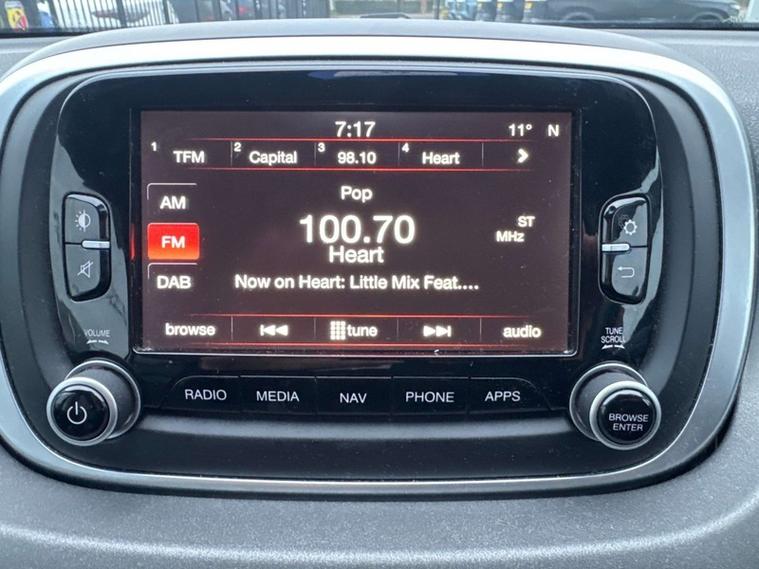 7:17 11° N
1 TFM 2 Capital 3 98.10 4 Heart
Pop
AM
100.70 ST
FM MHz
Heart
DAB Now on Heart: Little Mix Feat....
browse tune audio
VOLUME
TUNE
SCROLL
RADIO MEDIA NAV PHONE APPS
BROWSE
ENTER